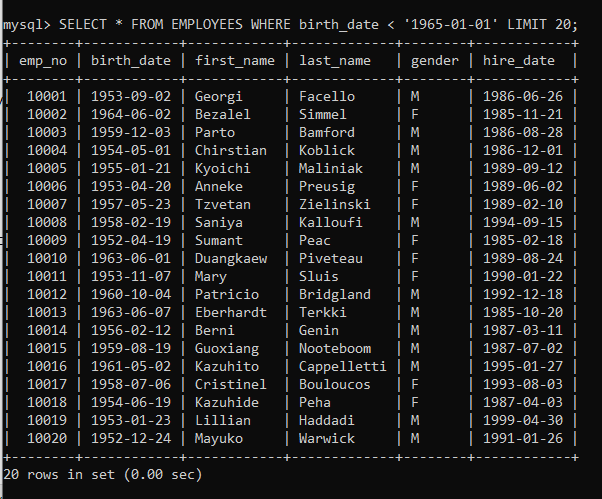 mysql> SELECT * FROM EMPLOYEES WHERE birth_date < '1965-01-01' LIMIT 20;
+--------+------------+------------+-------------+--------+------------+
| emp_no | birth_date | first_name | last_name   | gender | hire_date  |
+--------+------------+------------+-------------+--------+------------+
|  10001 | 1953-09-02 | Georgi     | Facello     | M      | 1986-06-26 |
|  10002 | 1964-06-02 | Bezalel    | Simmel      | F      | 1985-11-21 |
|  10003 | 1959-12-03 | Parto      | Bamford     | M      | 1986-08-28 |
|  10004 | 1954-05-01 | Chirstian  | Koblick     | M      | 1986-12-01 |
|  10005 | 1955-01-21 | Kyoichi    | Maliniak    | M      | 1989-09-12 |
|  10006 | 1953-04-20 | Anneke     | Preusig     | F      | 1989-06-02 |
|  10007 | 1957-05-23 | Tzvetan    | Zielinski   | F      | 1989-02-10 |
|  10008 | 1958-02-19 | Saniya     | Kalloufi    | M      | 1994-09-15 |
|  10009 | 1952-04-19 | Sumant     | Peac        | F      | 1985-02-18 |
|  10010 | 1963-06-01 | Duangkaew  | Piveteau    | F      | 1989-08-24 |
|  10011 | 1953-11-07 | Mary       | Sluis       | F      | 1990-01-22 |
|  10012 | 1960-10-04 | Patricio   | Bridgland   | M      | 1992-12-18 |
|  10013 | 1963-06-07 | Eberhardt  | Terkki      | M      | 1985-10-20 |
|  10014 | 1956-02-12 | Berni      | Genin       | M      | 1987-03-11 |
|  10015 | 1959-08-19 | Guoxiang   | Nooteboom   | M      | 1987-07-02 |
|  10016 | 1961-05-02 | Kazuhito   | Cappelletti | M      | 1995-01-27 |
|  10017 | 1958-07-06 | Cristinel  | Bouloucos   | F      | 1993-08-03 |
|  10018 | 1954-06-19 | Kazuhide   | Peha        | F      | 1987-04-03 |
|  10019 | 1953-01-23 | Lillian    | Haddadi     | M      | 1999-04-30 |
|  10020 | 1952-12-24 | Mayuko     | Warwick     | M      | 1991-01-26 |
+--------+------------+------------+-------------+--------+------------+
20 rows in set (0.00 sec)